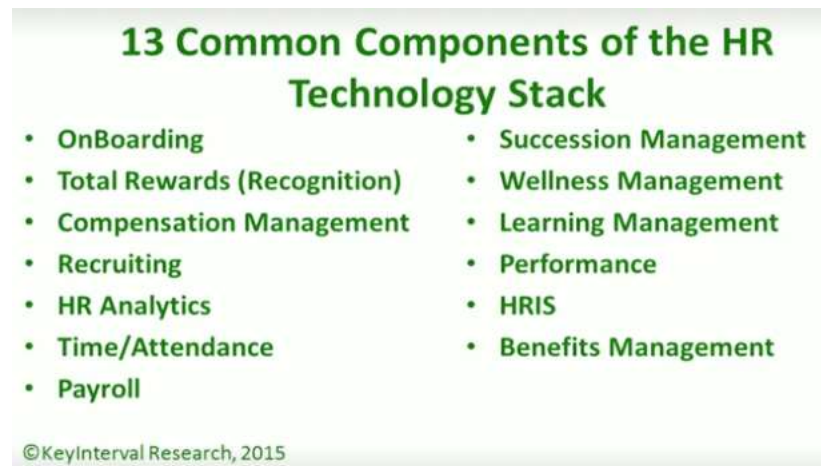 13 Common Components of the HR
Technology Stack
• OnBoarding
• Total Rewards (Recognition)
• Compensation Management
• Recruiting
• HR Analytics
• Time/Attendance
• Payroll
• Succession Management
• Wellness Management
• Learning Management
• Performance
• HRIS
• Benefits Management
©KeyInterval Research, 2015